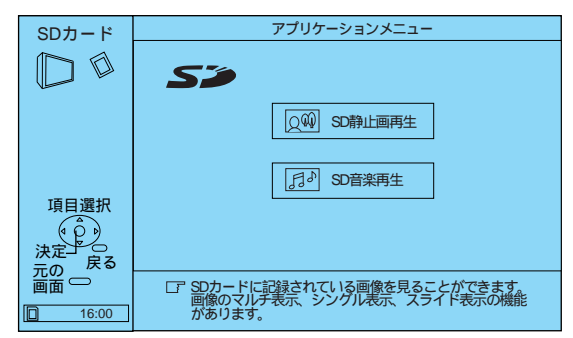 SDカード
アプリケーションメニュー
SD
SD静止画再生
SD音楽再生
項目選択
決定
戻る
元の
画面
16:00
SDカードに記録されている画像を見ることができます。
画像のマルチ表示、シングル表示、スライド表示の機能
があります。